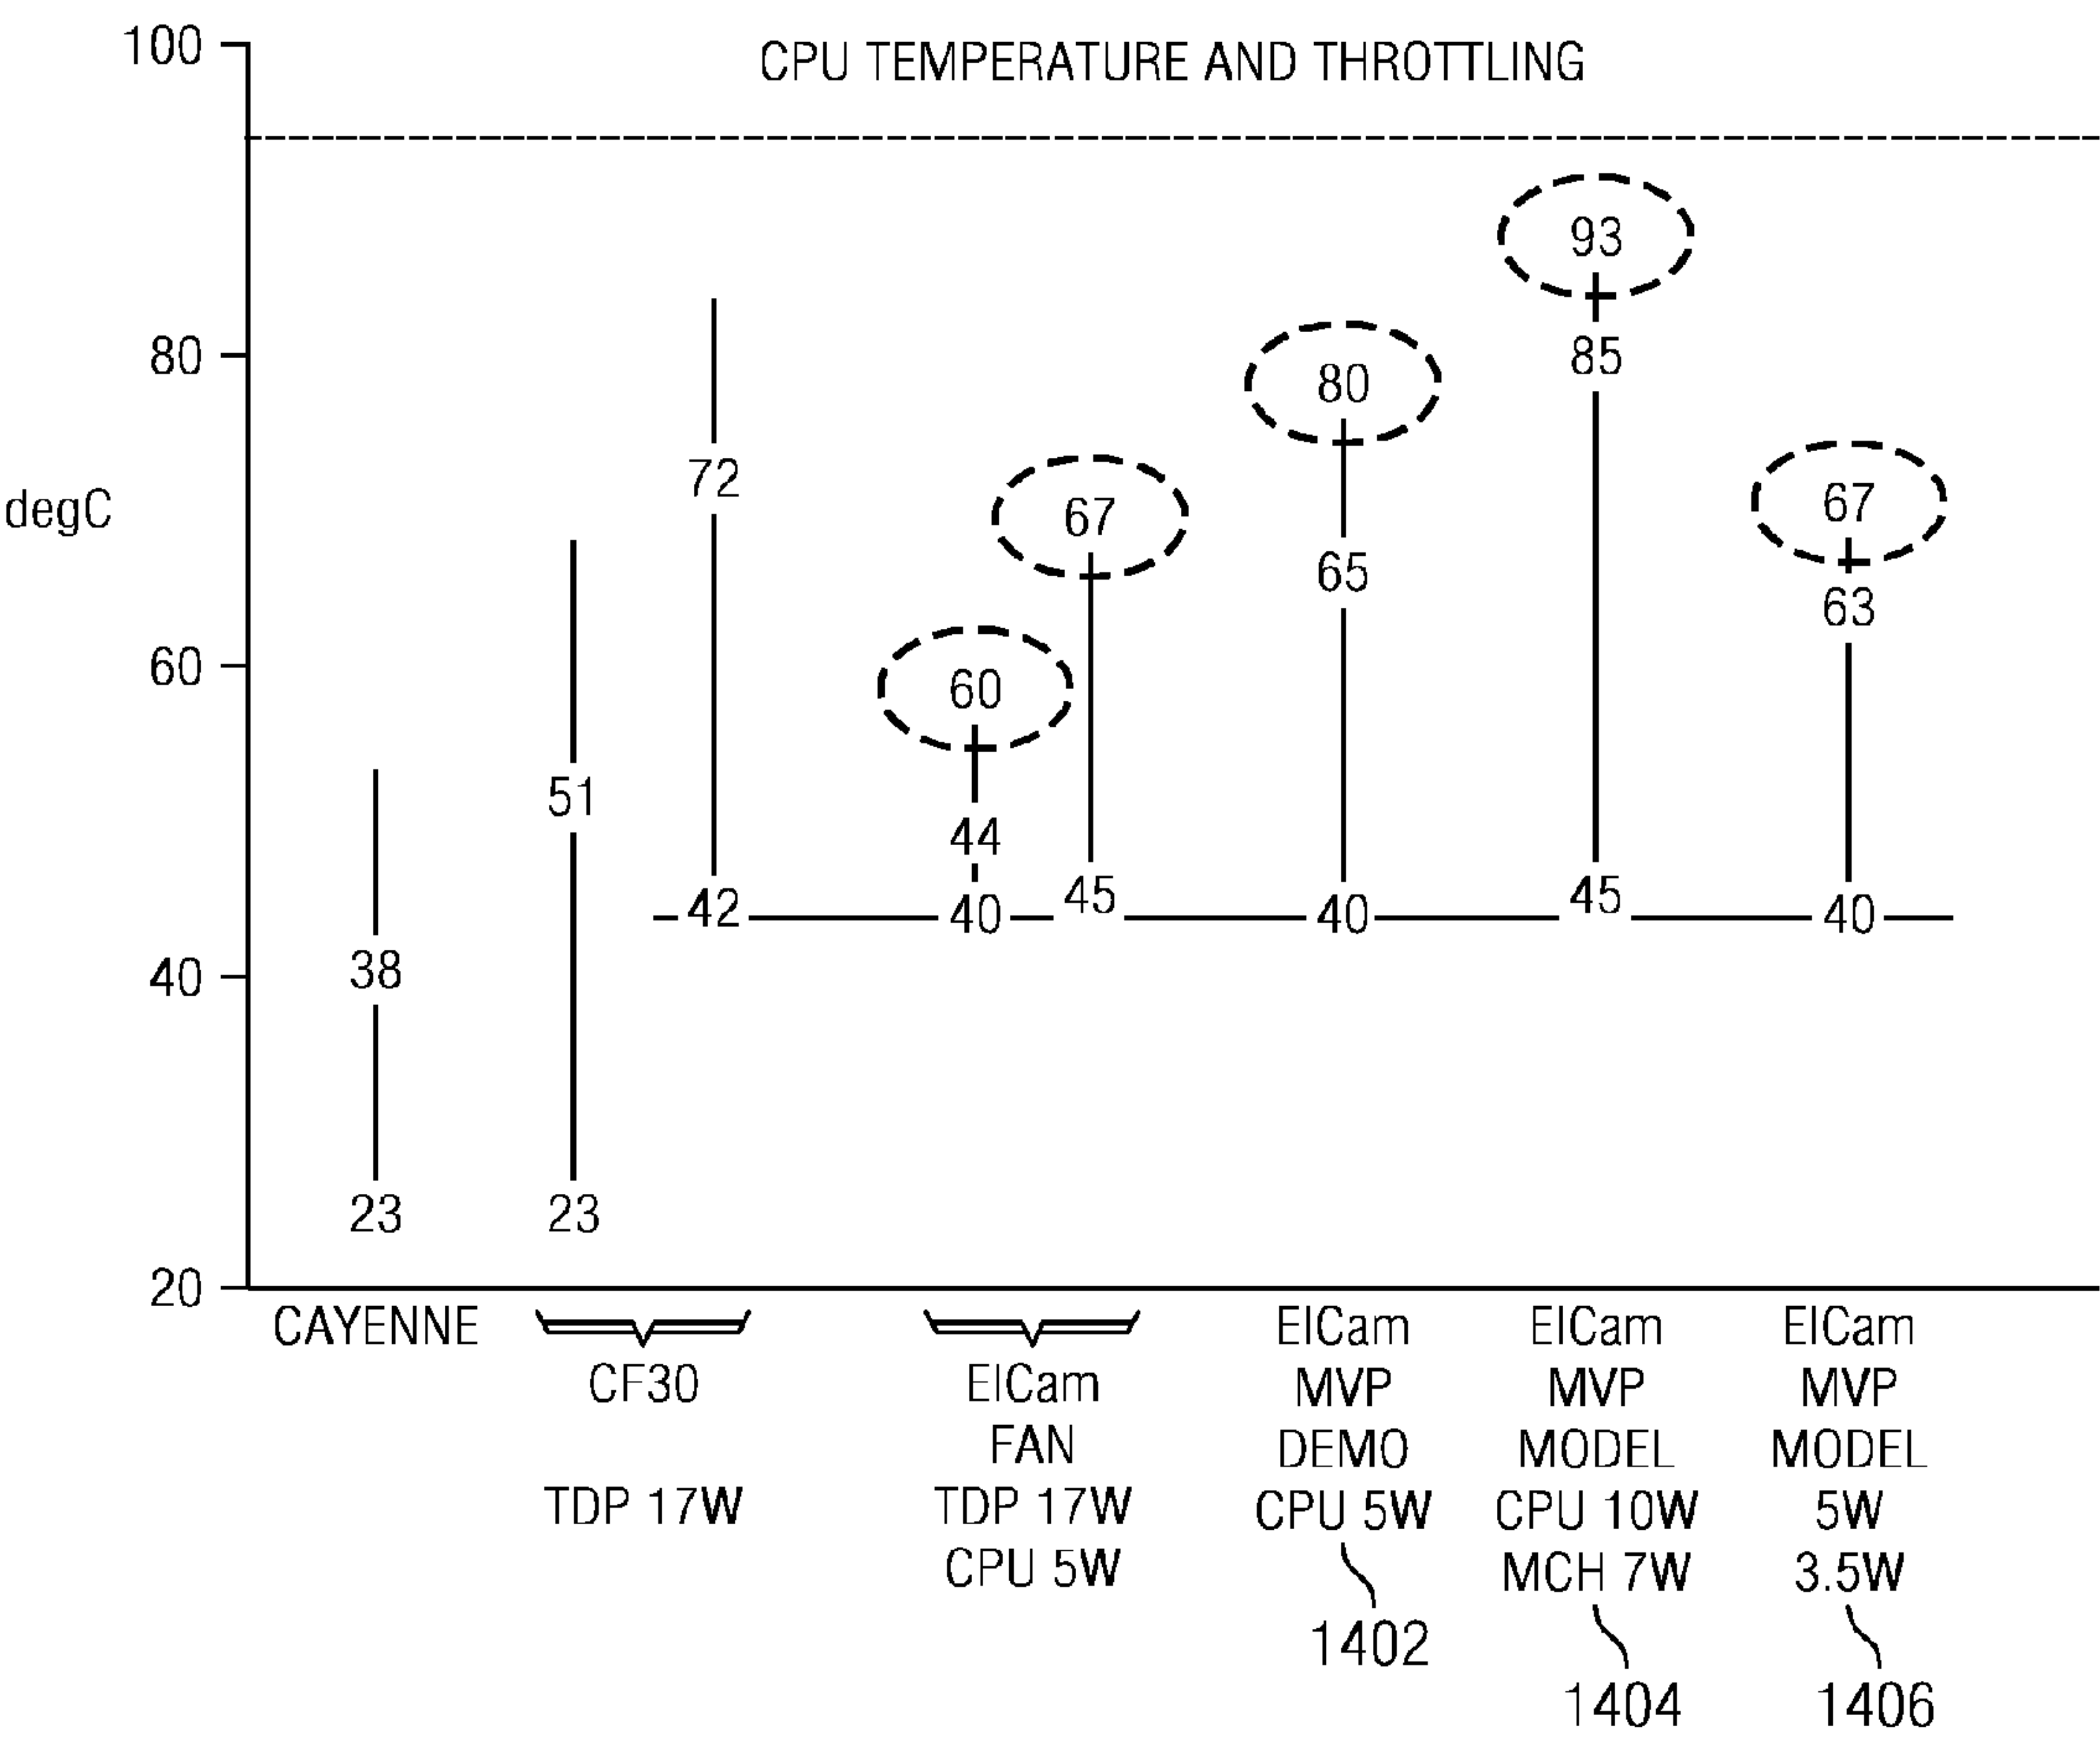 CPU TEMPERATURE AND THROTTLING
100
80
degC
60
40
20
93
85
80
72
67
67
65
63
60
51
44
45
45
42
40
40
40
38
23
23
CAYENNE
CF30
TDP 17W
ElCam
FAN
TDP 17W
CPU 5W
ElCam
MVP
DEMO
CPU 5W
1402
ElCam
MVP
MODEL
CPU 10W
MCH 7W
1404
ElCam
MVP
MODEL
5W
3.5W
1406